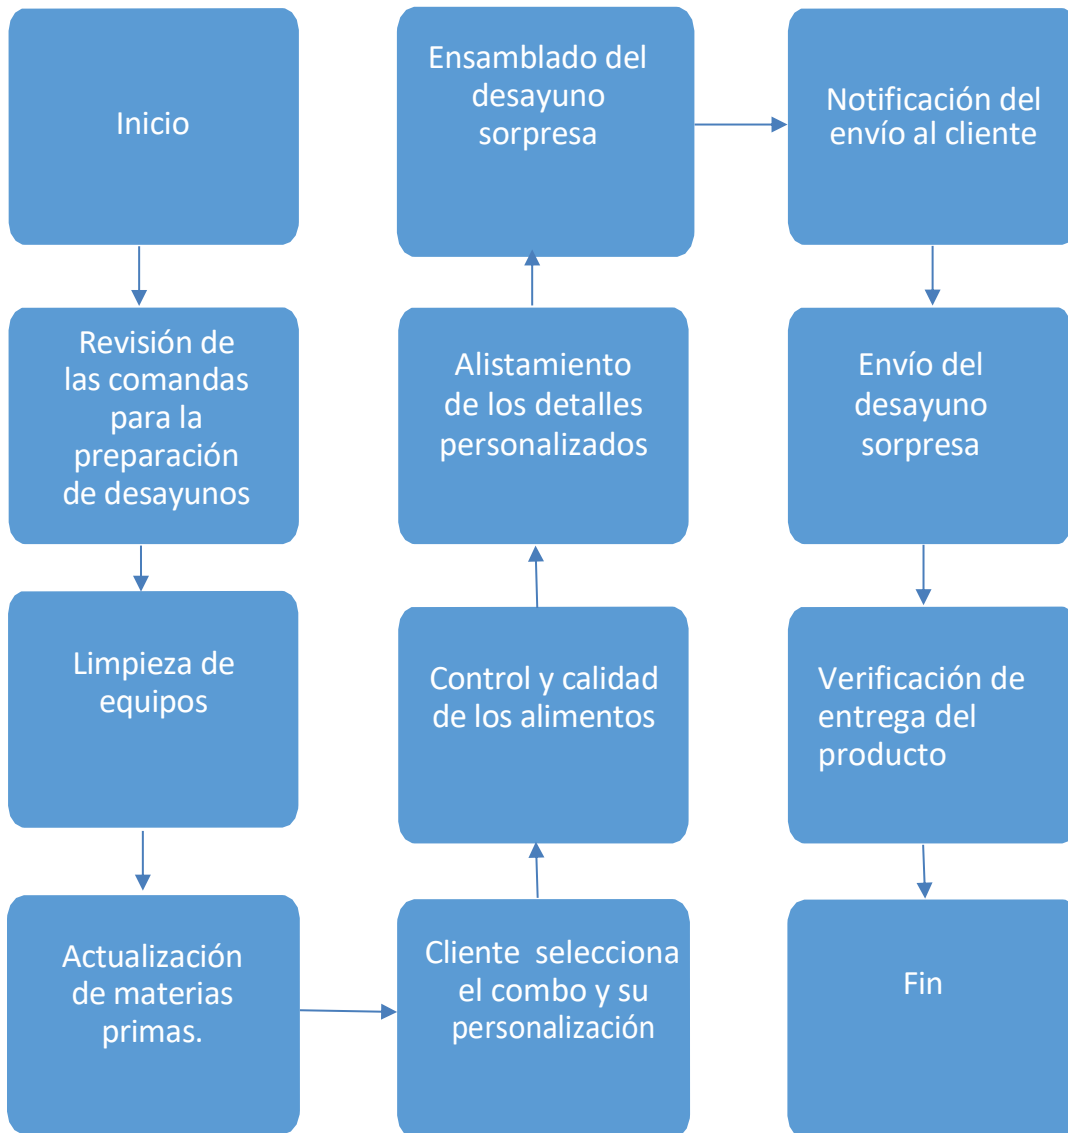 Inicio
Revisión de
las comandas
para la
preparación
de desayunos
Limpieza de
equipos
Actualización
de materias
primas.
Cliente selecciona
el combo y su
personalización
Control y calidad
de los alimentos
Alistamiento
de los detalles
personalizados
Ensamblado del
desayuno
sorpresa
Notificación del
envío al cliente
Envío del
desayuno
sorpresa
Verificación de
entrega del
producto
Fin